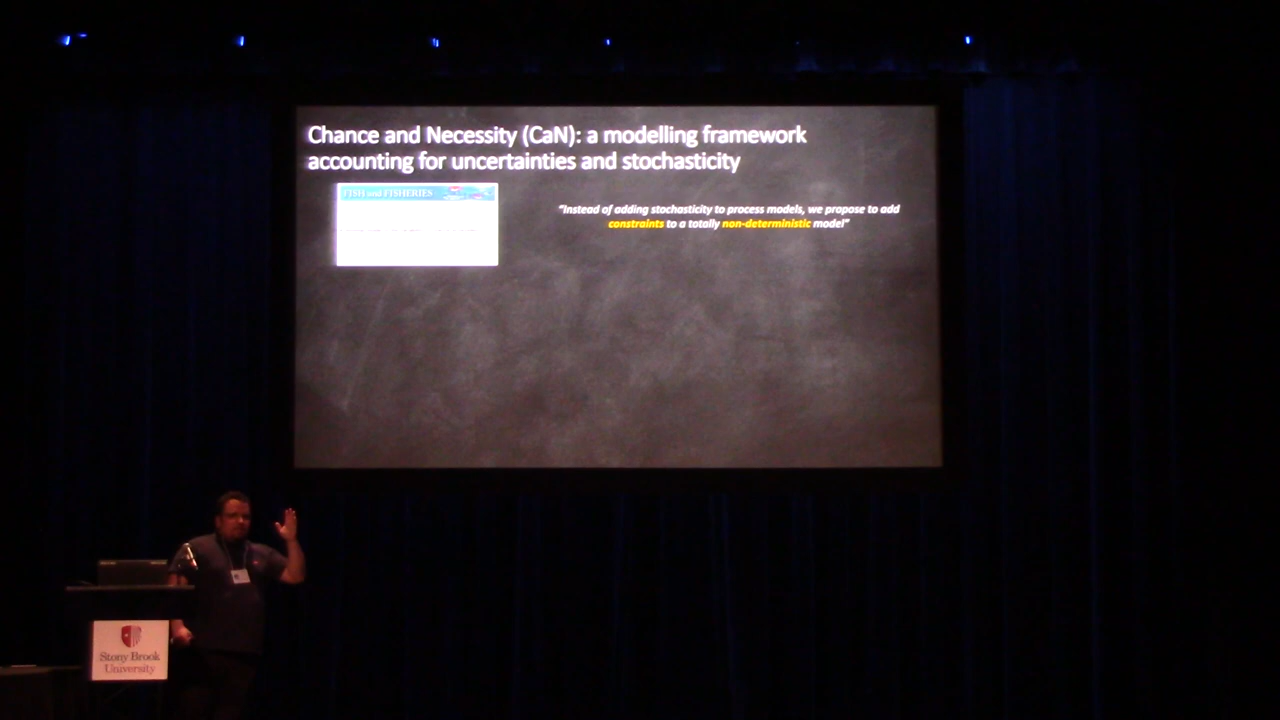 Chance and Necessity (CaN): a modelling framework
accounting for uncertainties and stochasticity
FISH and FISHERIES
"Instead of adding stochasticity to process models, we propose to add
constraints to a totally non-deterministic model"
Stony Brook
University